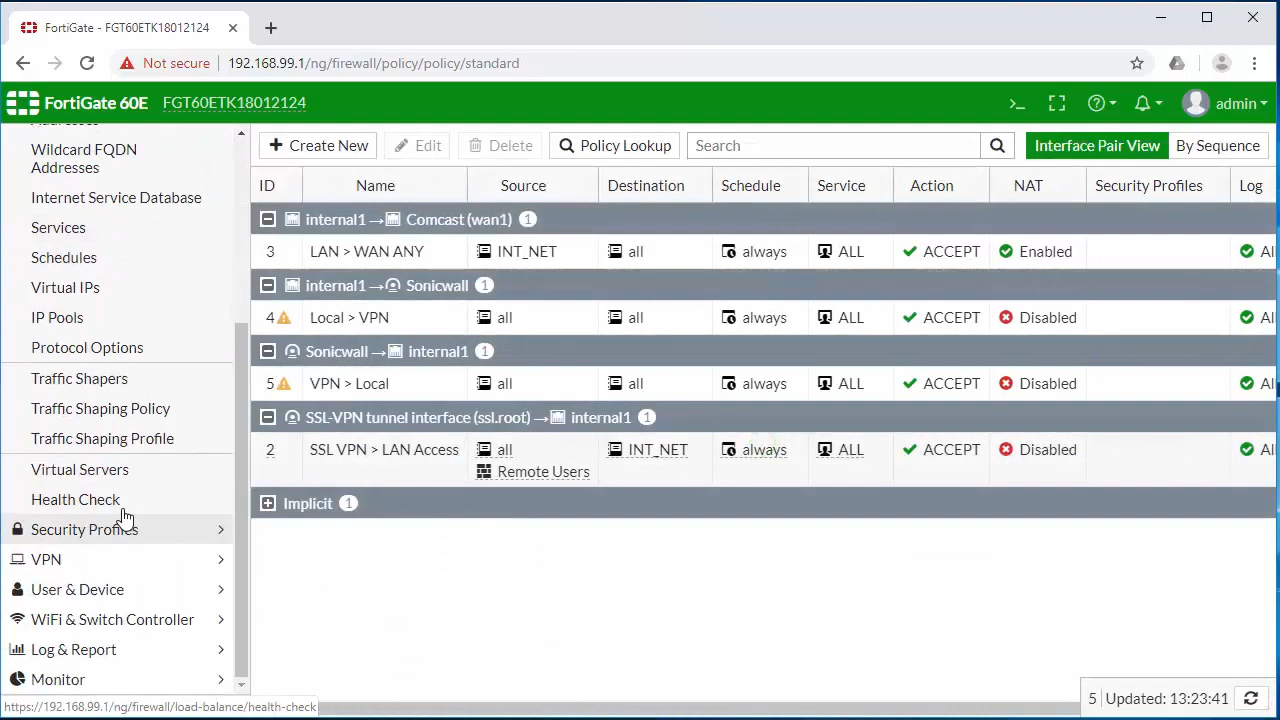 FortiGate - FGT60ETK18012124
Not secure 192.168.99.1/ng/firewall/policy/policy/standard
FortiGate 60E FGT60ETK18012124 >_ admin
Addresses
Wildcard FQDN
Addresses
Internet Service Database
Services
Schedules
Virtual IPs
IP Pools
Protocol Options
Traffic Shapers
Traffic Shaping Policy
Traffic Shaping Profile
Virtual Servers
Health Check
Security Profiles
VPN
User & Device
WiFi & Switch Controller
Log & Report
Monitor
https://192.168.99.1/ng/firewall/load-balance/health-check
+ Create New Edit Delete Policy Lookup Search Interface Pair View By Sequence
ID Name Source Destination Schedule Service Action NAT Security Profiles Log
internal1 → Comcast (wan1) 1
3 LAN > WAN ANY INT_NET all always ALL ACCEPT Enabled Al
internal1 → Sonicwall 1
4 Local > VPN all all always ALL ACCEPT Disabled Al
Sonicwall → internal1 1
5 VPN > Local all all always ALL ACCEPT Disabled Al
SSL-VPN tunnel interface (ssl.root) → internal1 1
2 SSL VPN > LAN Access all INT_NET always ALL ACCEPT Disabled Al
Remote Users
Implicit 1
5 Updated: 13:23:41